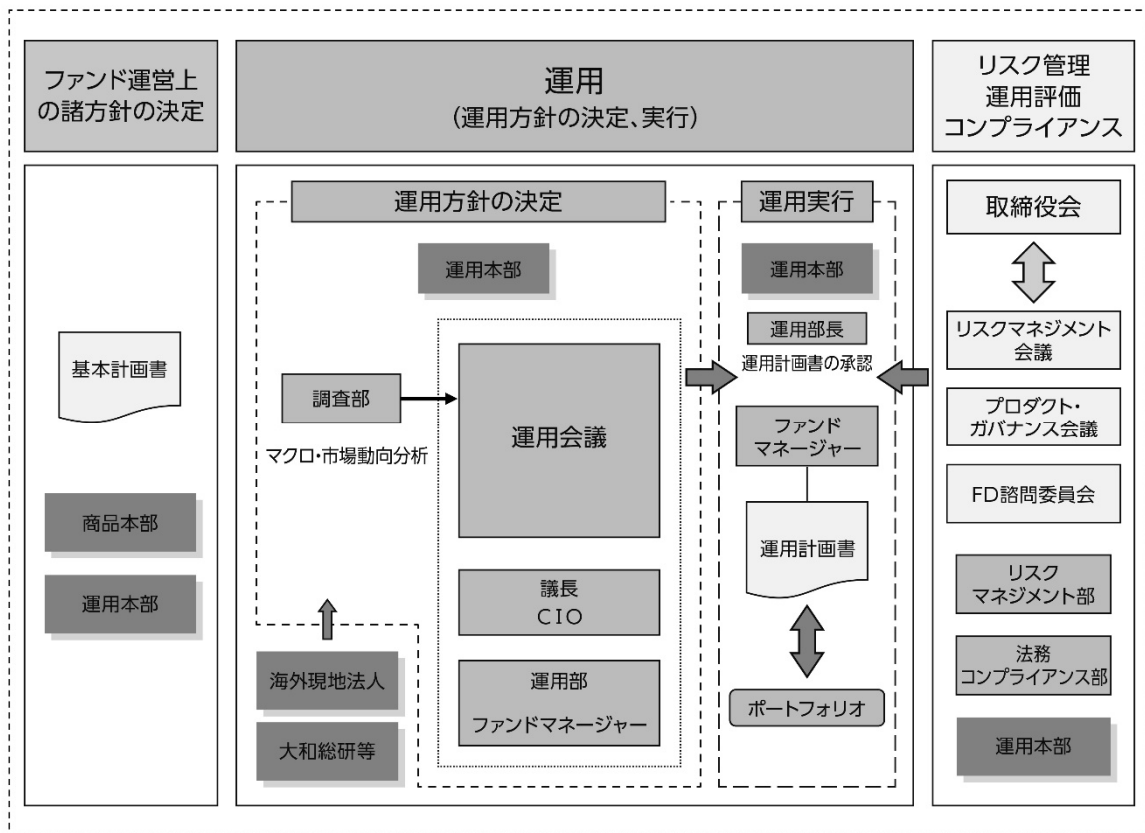 ファンド運営上
の諸方針の決定
基本計画書
商品本部
運用本部
運用
(運用方針の決定、実行)
運用方針の決定
運用本部
調査部
マクロ・市場動向分析
運用会議
議長
CIO
運用部
ファンドマネージャー
海外現地法人
大和総研等
運用実行
運用本部
運用部長
運用計画書の承認
ファンド
マネージャー
運用計画書
ポートフォリオ
リスク管理
運用評価
コンプライアンス
取締役会
リスクマネジメント
会議
プロダクト・
ガバナンス会議
FD諮問委員会
リスク
マネジメント部
法務
コンプライアンス部
運用本部